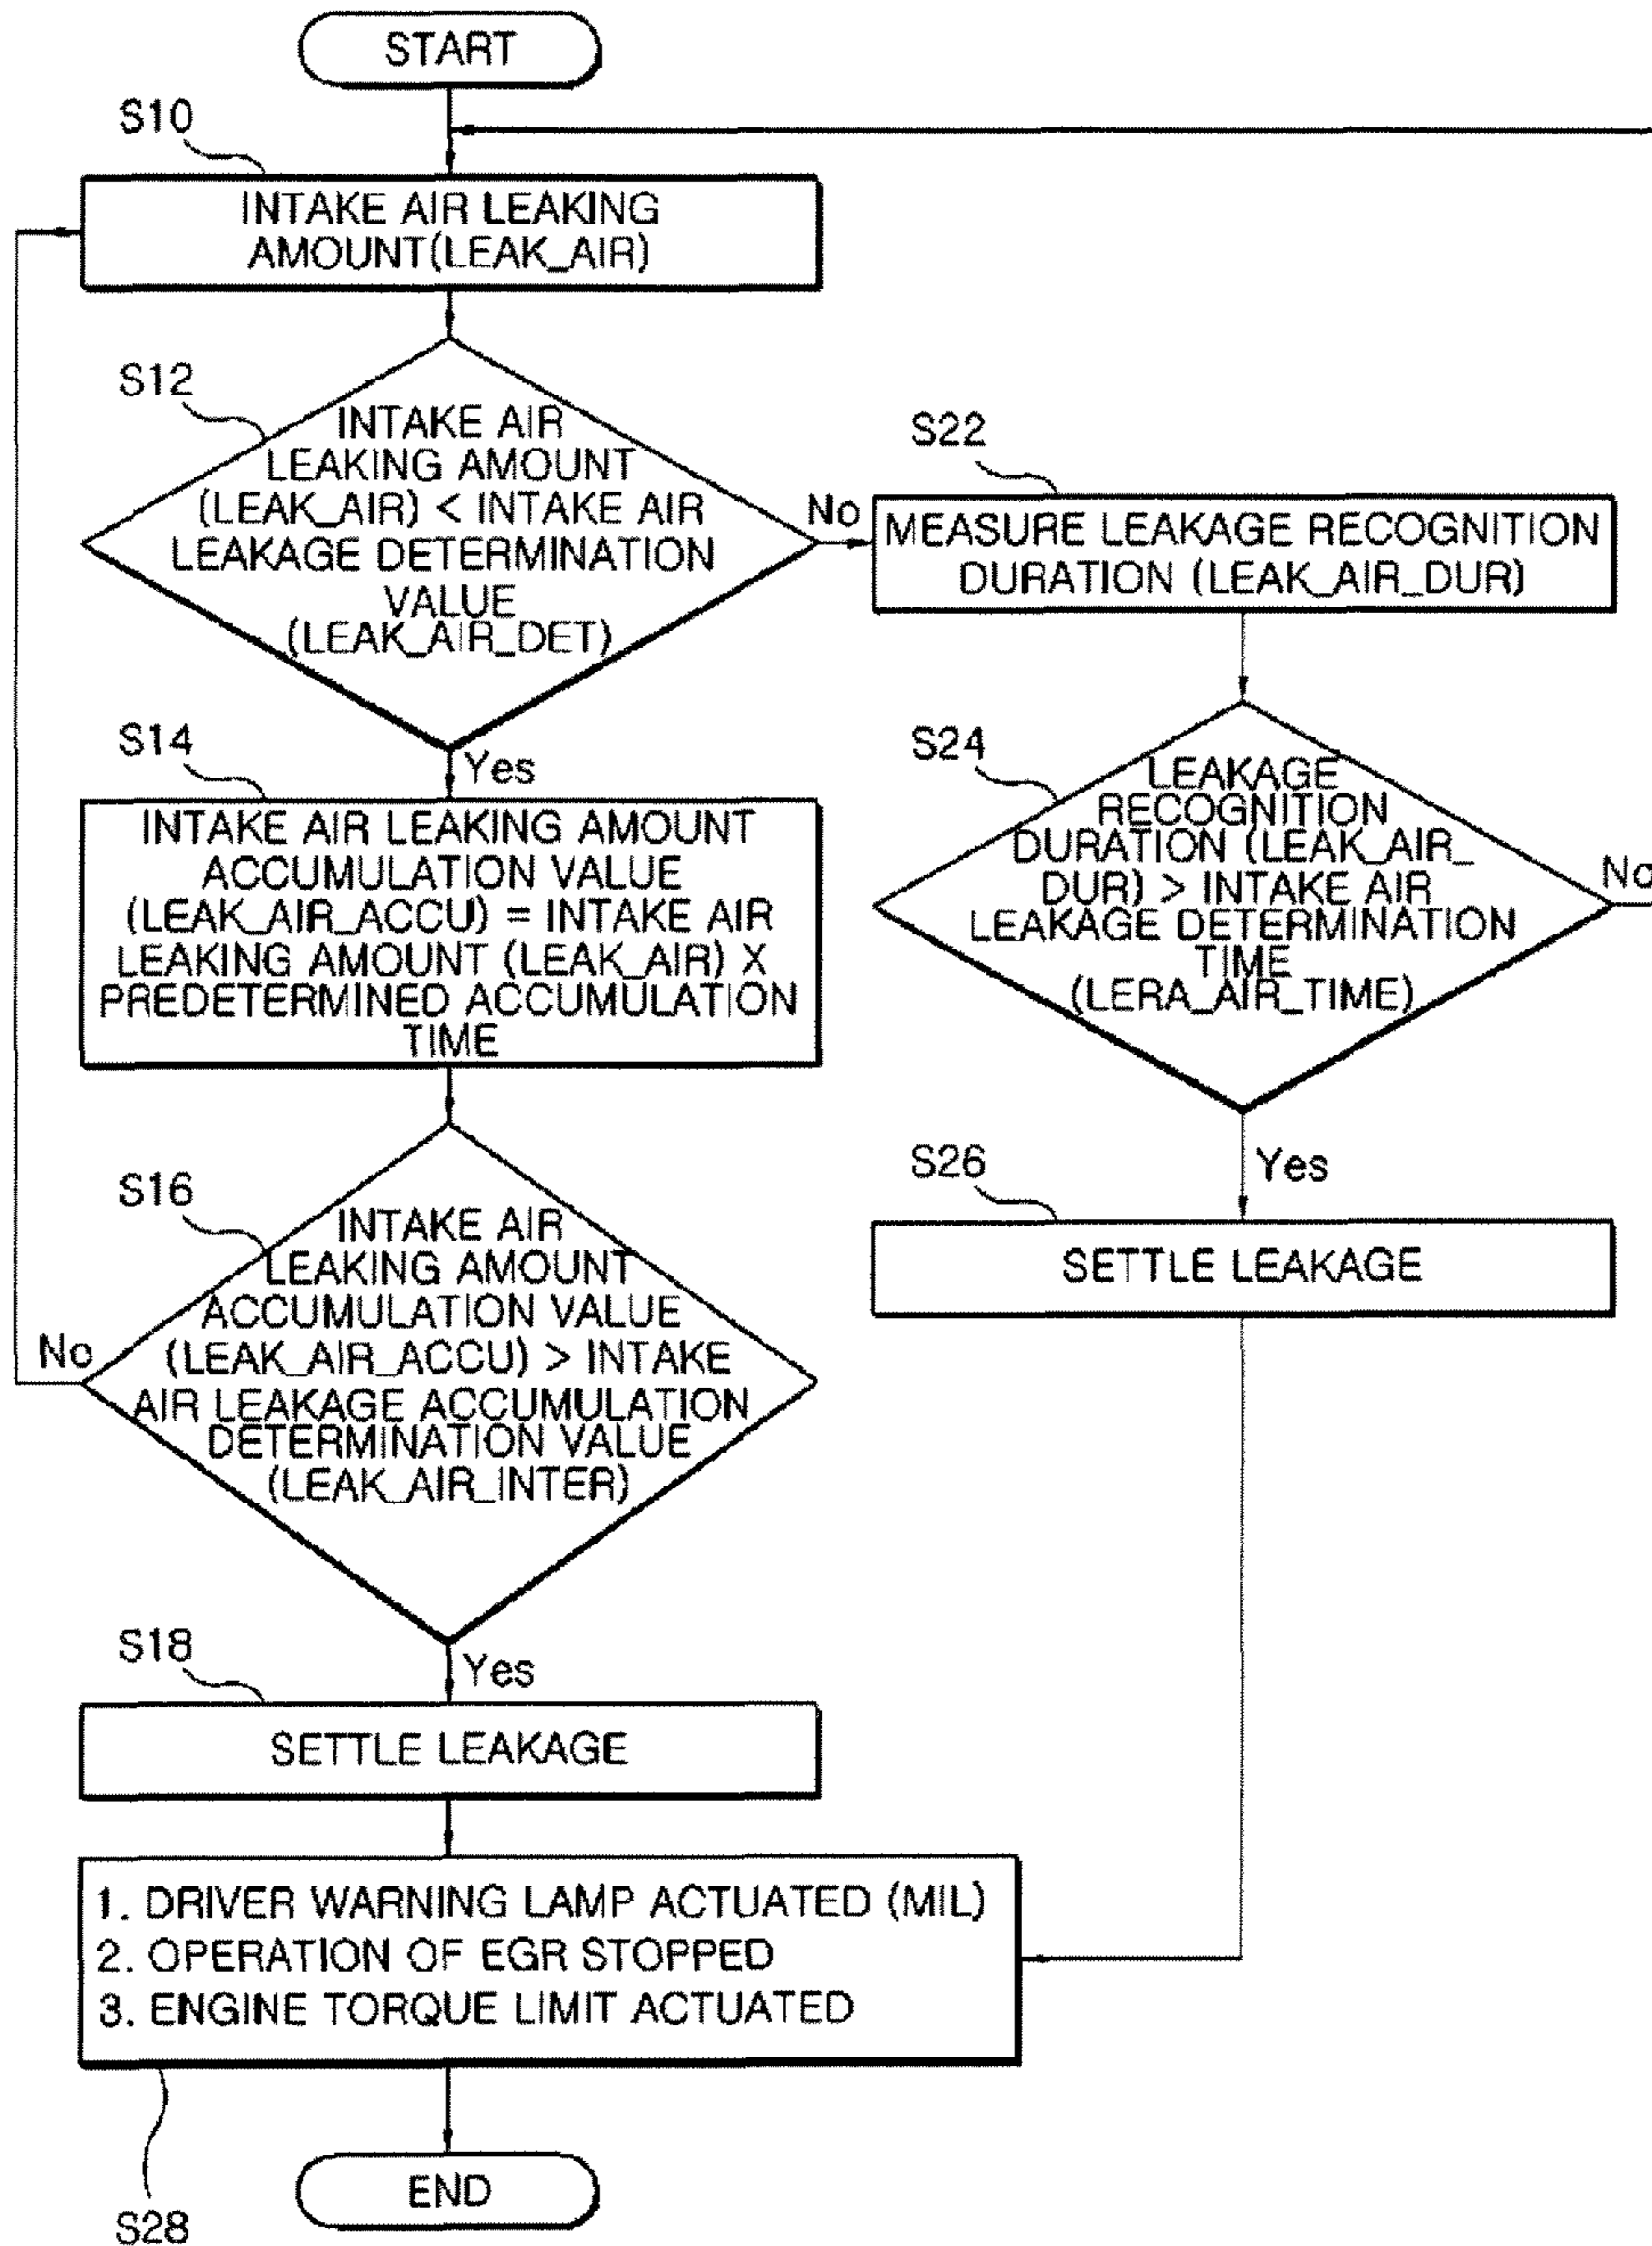 START
S10
INTAKE AIR LEAKING
AMOUNT(LEAK_AIR)
S12
INTAKE AIR
LEAKING AMOUNT
(LEAK_AIR) < INTAKE AIR
LEAKAGE DETERMINATION
VALUE
(LEAK_AIR_DET)
No
Yes
S14
INTAKE AIR LEAKING AMOUNT
ACCUMULATION VALUE
(LEAK_AIR_ACCU) = INTAKE AIR
LEAKING AMOUNT (LEAK_AIR) X
PREDETERMINED ACCUMULATION
TIME
S16
INTAKE AIR
LEAKING AMOUNT
ACCUMULATION VALUE
(LEAK_AIR_ACCU) > INTAKE
AIR LEAKAGE ACCUMULATION
DETERMINATION VALUE
(LEAK_AIR_INTER)
No
Yes
S18
SETTLE LEAKAGE
S22
MEASURE LEAKAGE RECOGNITION
DURATION (LEAK_AIR_DUR)
S24
LEAKAGE
RECOGNITION
DURATION (LEAK_AIR_
DUR) > INTAKE AIR
LEAKAGE DETERMINATION
TIME
(LERA_AIR_TIME)
No
Yes
S26
SETTLE LEAKAGE
1. DRIVER WARNING LAMP ACTUATED (MIL)
2. OPERATION OF EGR STOPPED
3. ENGINE TORQUE LIMIT ACTUATED
S28
END